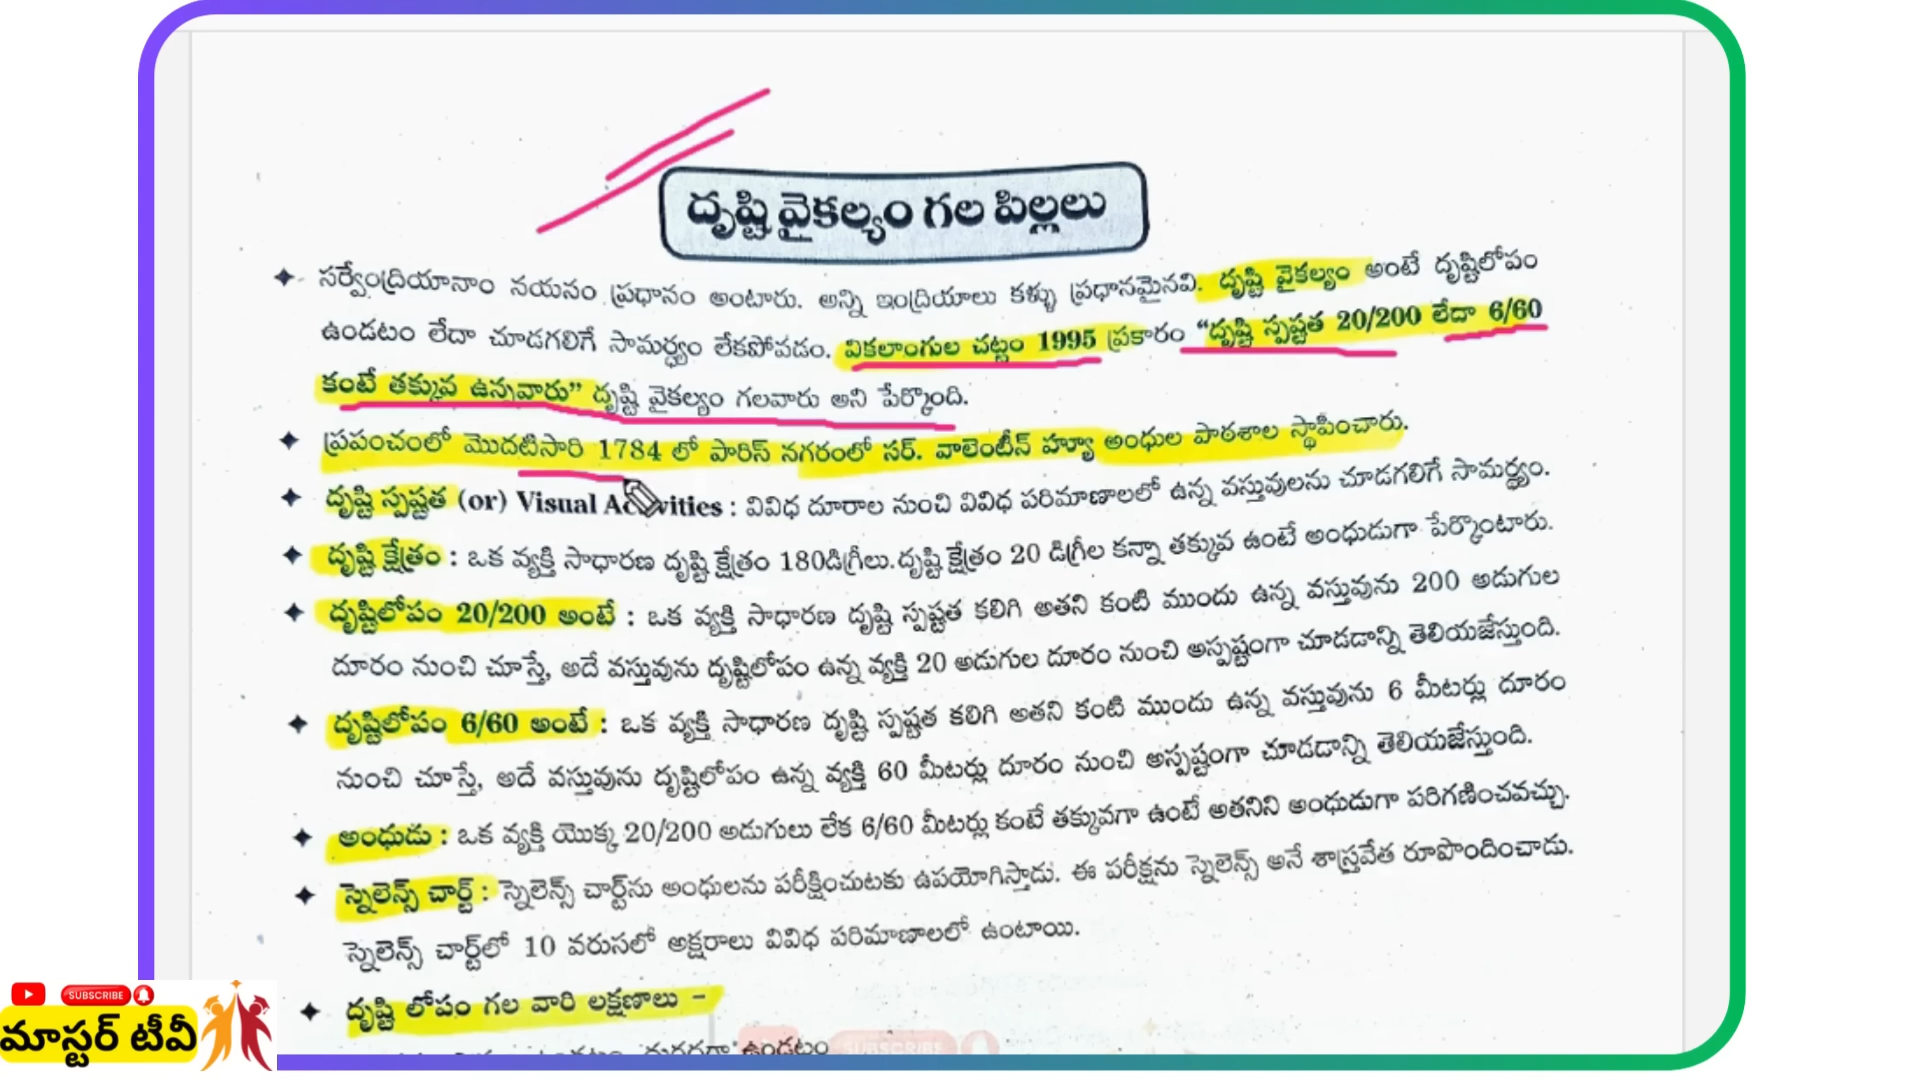 దృష్టి వైకల్యం గల పిల్లలు
✦ సర్వేంద్రియానాం నయనం ప్రధానం అంటారు. అన్ని ఇంద్రియాలు కళ్ళు ప్రధానమైనవి. దృష్టి వైకల్యం అంటే దృష్టిలోపం
ఉండటం లేదా చూడగలిగే సామర్థ్యం లేకపోవడం. వికలాంగుల చట్టం 1995 ప్రకారం “దృష్టి స్పష్టత 20/200 లేదా 6/60
కంటే తక్కువ ఉన్నవారు” దృష్టి వైకల్యం గలవారు అని పేర్కొంది.
✦ ప్రపంచంలో మొదటిసారి 1784 లో పారిస్ నగరంలో సర్. వాలెంటీన్ హ్యూ అంధుల పాఠశాల స్థాపించారు.
✦ దృష్టి స్పష్టత (or) Visual : వివిధ దూరాల నుంచి వివిధ పరిమాణాలలో ఉన్న వస్తువులను చూడగలిగే సామర్థ్యం.
✦ దృష్టి క్షేత్రం : ఒక వ్యక్తి సాధారణ దృష్టి క్షేత్రం 180డిగ్రీలు.దృష్టి క్షేత్రం 20 డిగ్రీల కన్నా తక్కువ ఉంటే అంధుడుగా పేర్కొంటారు.
✦ దృష్టిలోపం 20/200 అంటే : ఒక వ్యక్తి సాధారణ దృష్టి స్పష్టత కలిగి అతని కంటి ముందు ఉన్న వస్తువును 200 అడుగుల
దూరం నుంచి చూస్తే, అదే వస్తువును దృష్టిలోపం ఉన్న వ్యక్తి 20 అడుగుల దూరం నుంచి అస్పష్టంగా చూడడాన్ని తెలియజేస్తుంది.
✦ దృష్టిలోపం 6/60 అంటే : ఒక వ్యక్తి సాధారణ దృష్టి స్పష్టత కలిగి అతని కంటి ముందు ఉన్న వస్తువును 6 మీటర్లు దూరం
నుంచి చూస్తే, అదే వస్తువును దృష్టిలోపం ఉన్న వ్యక్తి 60 మీటర్లు దూరం నుంచి అస్పష్టంగా చూడడాన్ని తెలియజేస్తుంది.
✦ అంధుడు : ఒక వ్యక్తి యొక్క 20/200 అడుగులు లేక 6/60 మీటర్లు కంటే తక్కువగా ఉంటే అతనిని అంధుడుగా పరిగణించవచ్చు.
✦ స్నెలెన్స్ చార్ట్ : స్నెలెన్స్ చార్ట్‌ను అంధులను పరీక్షించుటకు ఉపయోగిస్తాడు. ఈ పరీక్షను స్నెలెన్స్ అనే శాస్త్రవేత రూపొందించాడు.
స్నెలెన్స్ చార్ట్‌లో 10 వరుసలో అక్షరాలు వివిధ పరిమాణాలలో ఉంటాయి.
✦ దృష్టి లోపం గల వారి లక్షణాలు –
SUBSCRIBE
మాస్టర్ టీవీ
SUBSCRIBE